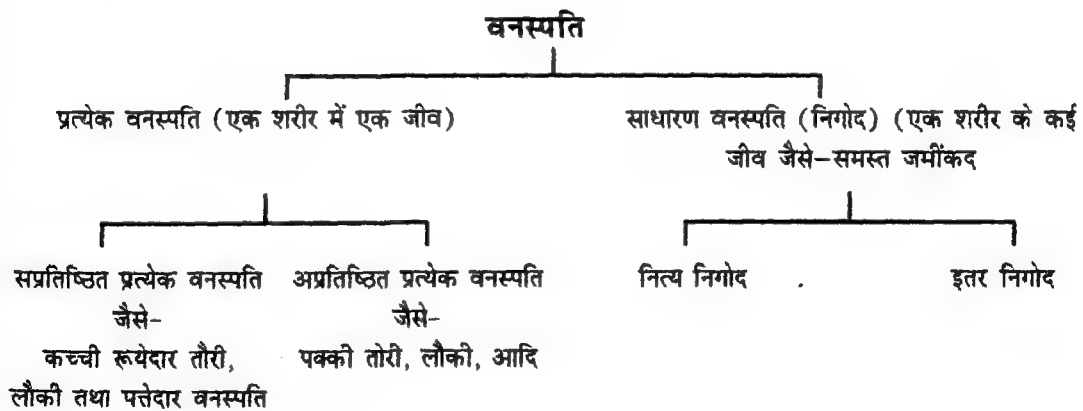 वनस्पति
प्रत्येक वनस्पति (एक शरीर में एक जीव)
साधारण वनस्पति (निगोद) (एक शरीर के कई
जीव जैसे-समस्त जमींकद
सप्रतिष्ठित प्रत्येक वनस्पति
जैसे-
कच्ची रूयेदार तौरी,
लौकी तथा पत्तेदार वनस्पति
अप्रतिष्ठित प्रत्येक वनस्पति
जैसे-
पक्की तोरी, लौकी, आदि
नित्य निगोद
इतर निगोद